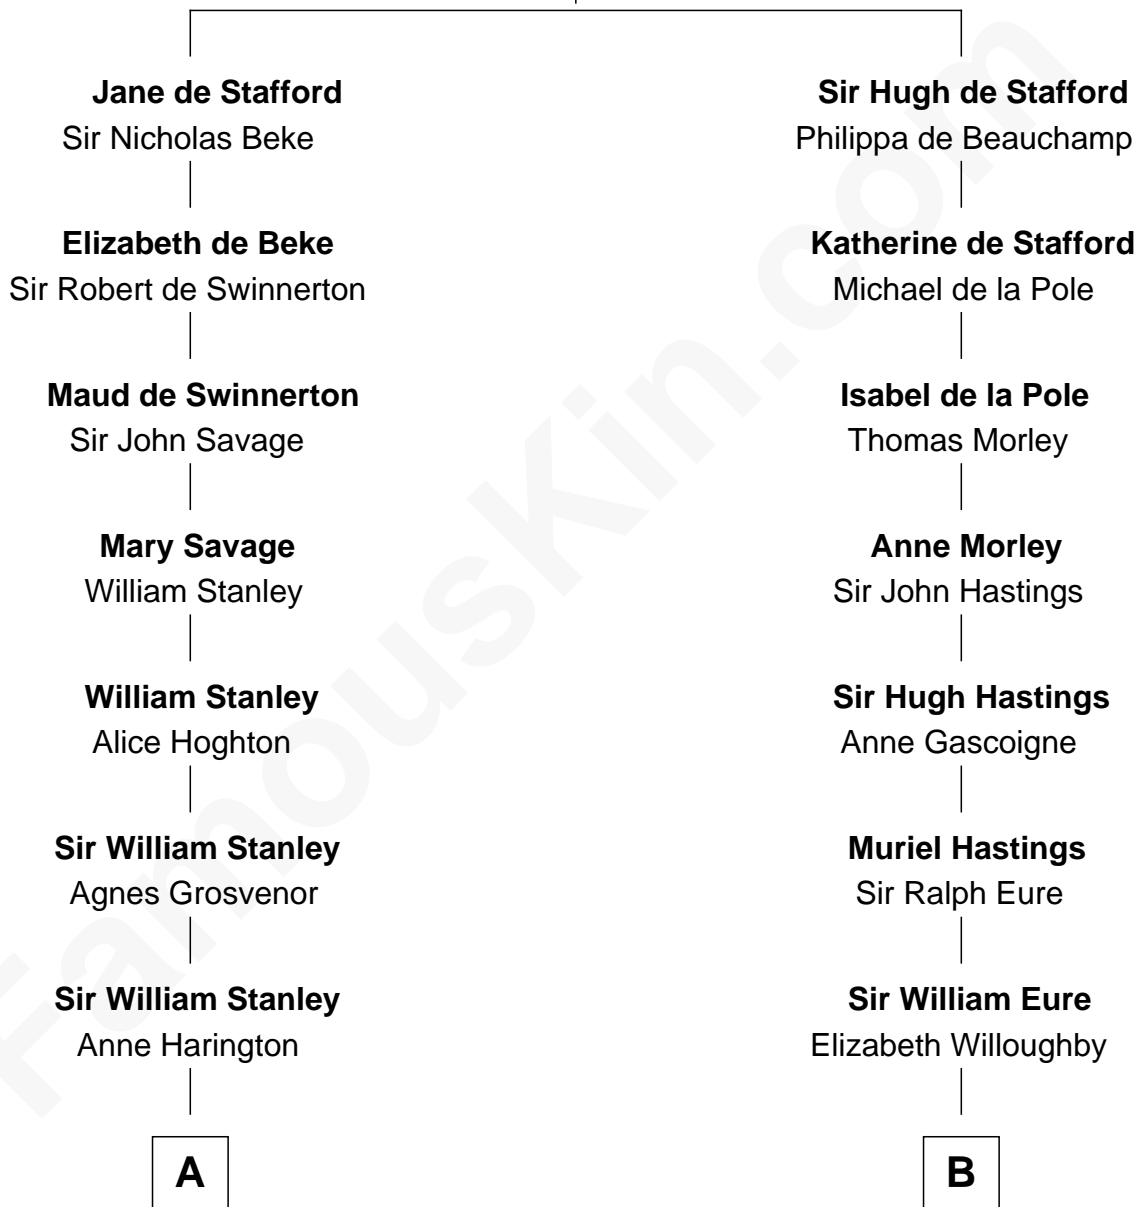 Jane de Stafford
Sir Nicholas Beke
Elizabeth de Beke
Sir Robert de Swinnerton
Maud de Swinnerton
Sir John Savage
Mary Savage
William Stanley
William Stanley
Alice Hoghton
Sir William Stanley
Agnes Grosvenor
Sir William Stanley
Anne Harington
A
Sir Hugh de Stafford
Philippa de Beauchamp
Katherine de Stafford
Michael de la Pole
Isabel de la Pole
Thomas Morley
Anne Morley
Sir John Hastings
Sir Hugh Hastings
Anne Gascoigne
Muriel Hastings
Sir Ralph Eure
Sir William Eure
Elizabeth Willoughby
B
FamousKin.com